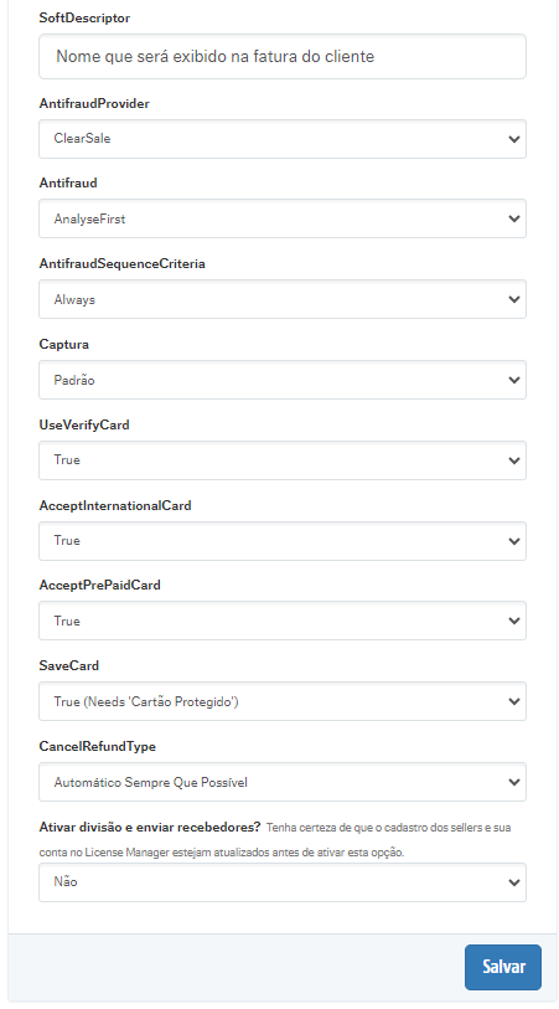 SoftDescriptor
Nome que será exibido na fatura do cliente
AntifraudProvider
ClearSale
Antifraud
AnalyseFirst
AntifraudSequenceCriteria
Always
Captura
Padrão
UseVerifyCard
True
AcceptInternationalCard
True
AcceptPrePaidCard
True
SaveCard
True (Needs 'Cartão Protegido')
CancelRefundType
Automático Sempre Que Possível
Ativar divisão e enviar recebedores? Tenha certeza de que o cadastro dos sellers e sua
conta no License Manager estejam atualizados antes de ativar esta opção.
Não
Salvar